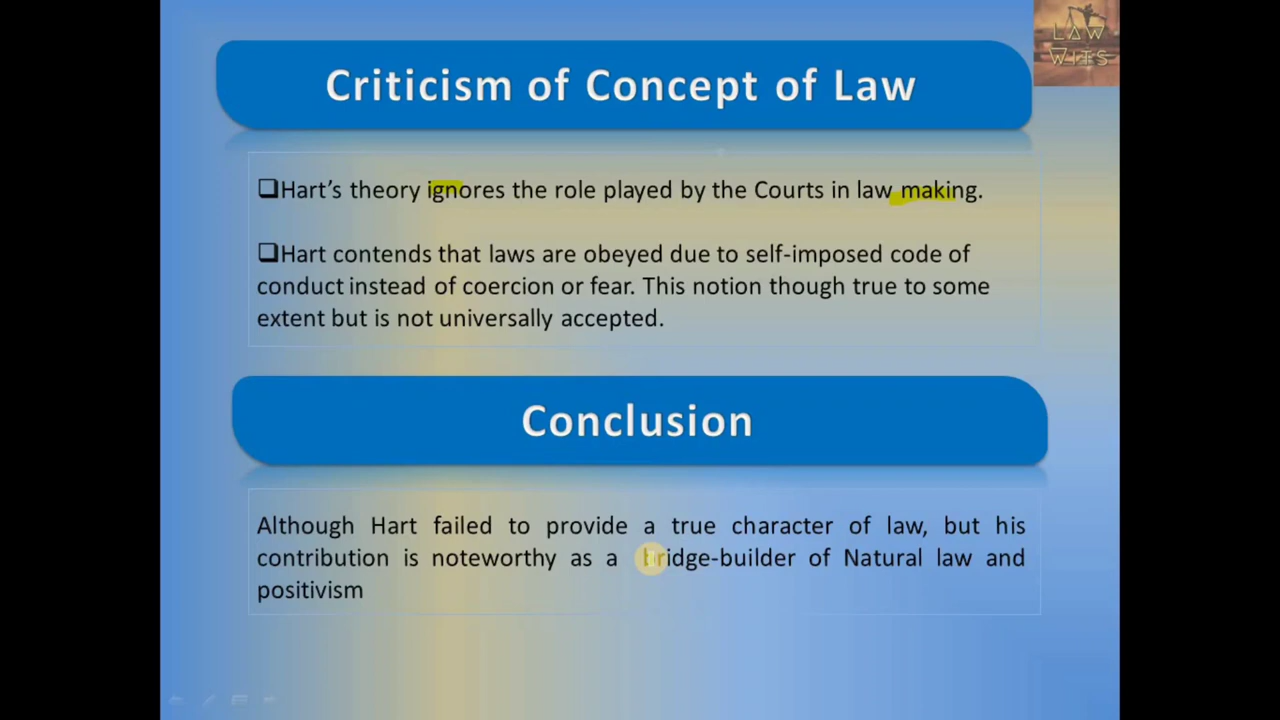 LAW
WITS
Criticism of Concept of Law
❑Hart's theory ignores the role played by the Courts in law making.
❑Hart contends that laws are obeyed due to self-imposed code of
conduct instead of coercion or fear. This notion though true to some
extent but is not universally accepted.
Conclusion
Although Hart failed to provide a true character of law, but his
contribution is noteworthy as a bridge-builder of Natural law and
positivism